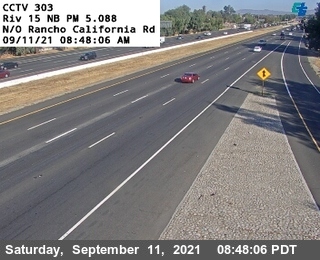 CCTV 303
Riv 15 NB PM 5.088
N/O Rancho California Rd
09/11/21 08:48:06 AM
Saturday, September 11, 2021 08:48:06 PDT